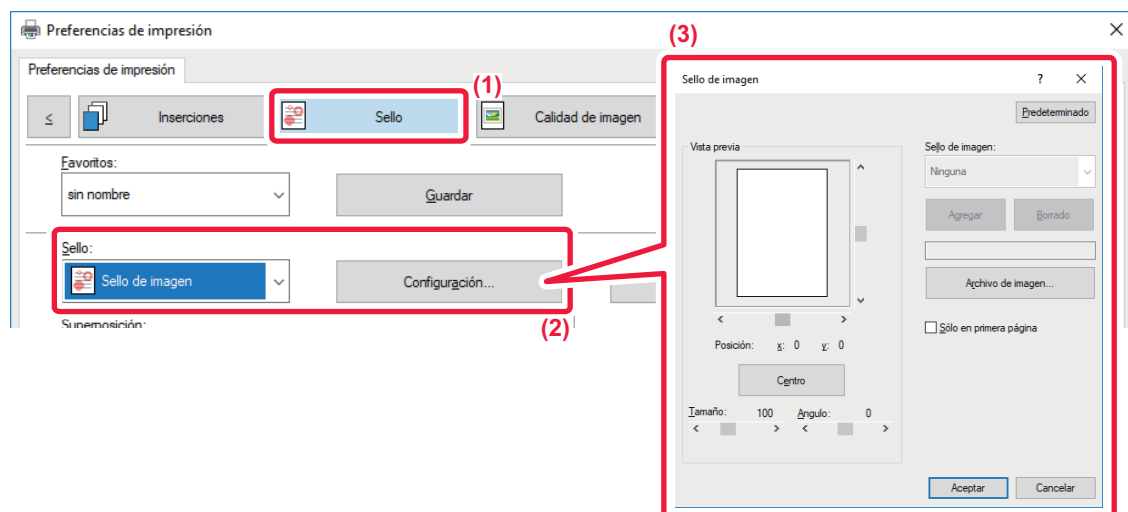 Preferencias de impresión
Preferencias de impresión
(1)
≤ Inserciones Sello Calidad de imagen
Favoritos:
sin nombre Guardar
Sello:
Sello de imagen Configuración...
Superposición:
(2)
(3)
Sello de imagen ? ×
Predeterminado
Vista previa
Posición: x: 0 y: 0
Centro
Tamaño: 100 Angulo: 0
Sello de imagen:
Ninguna
Agregar Borrado
Archivo de imagen...
Sólo en primera página
Aceptar Cancelar